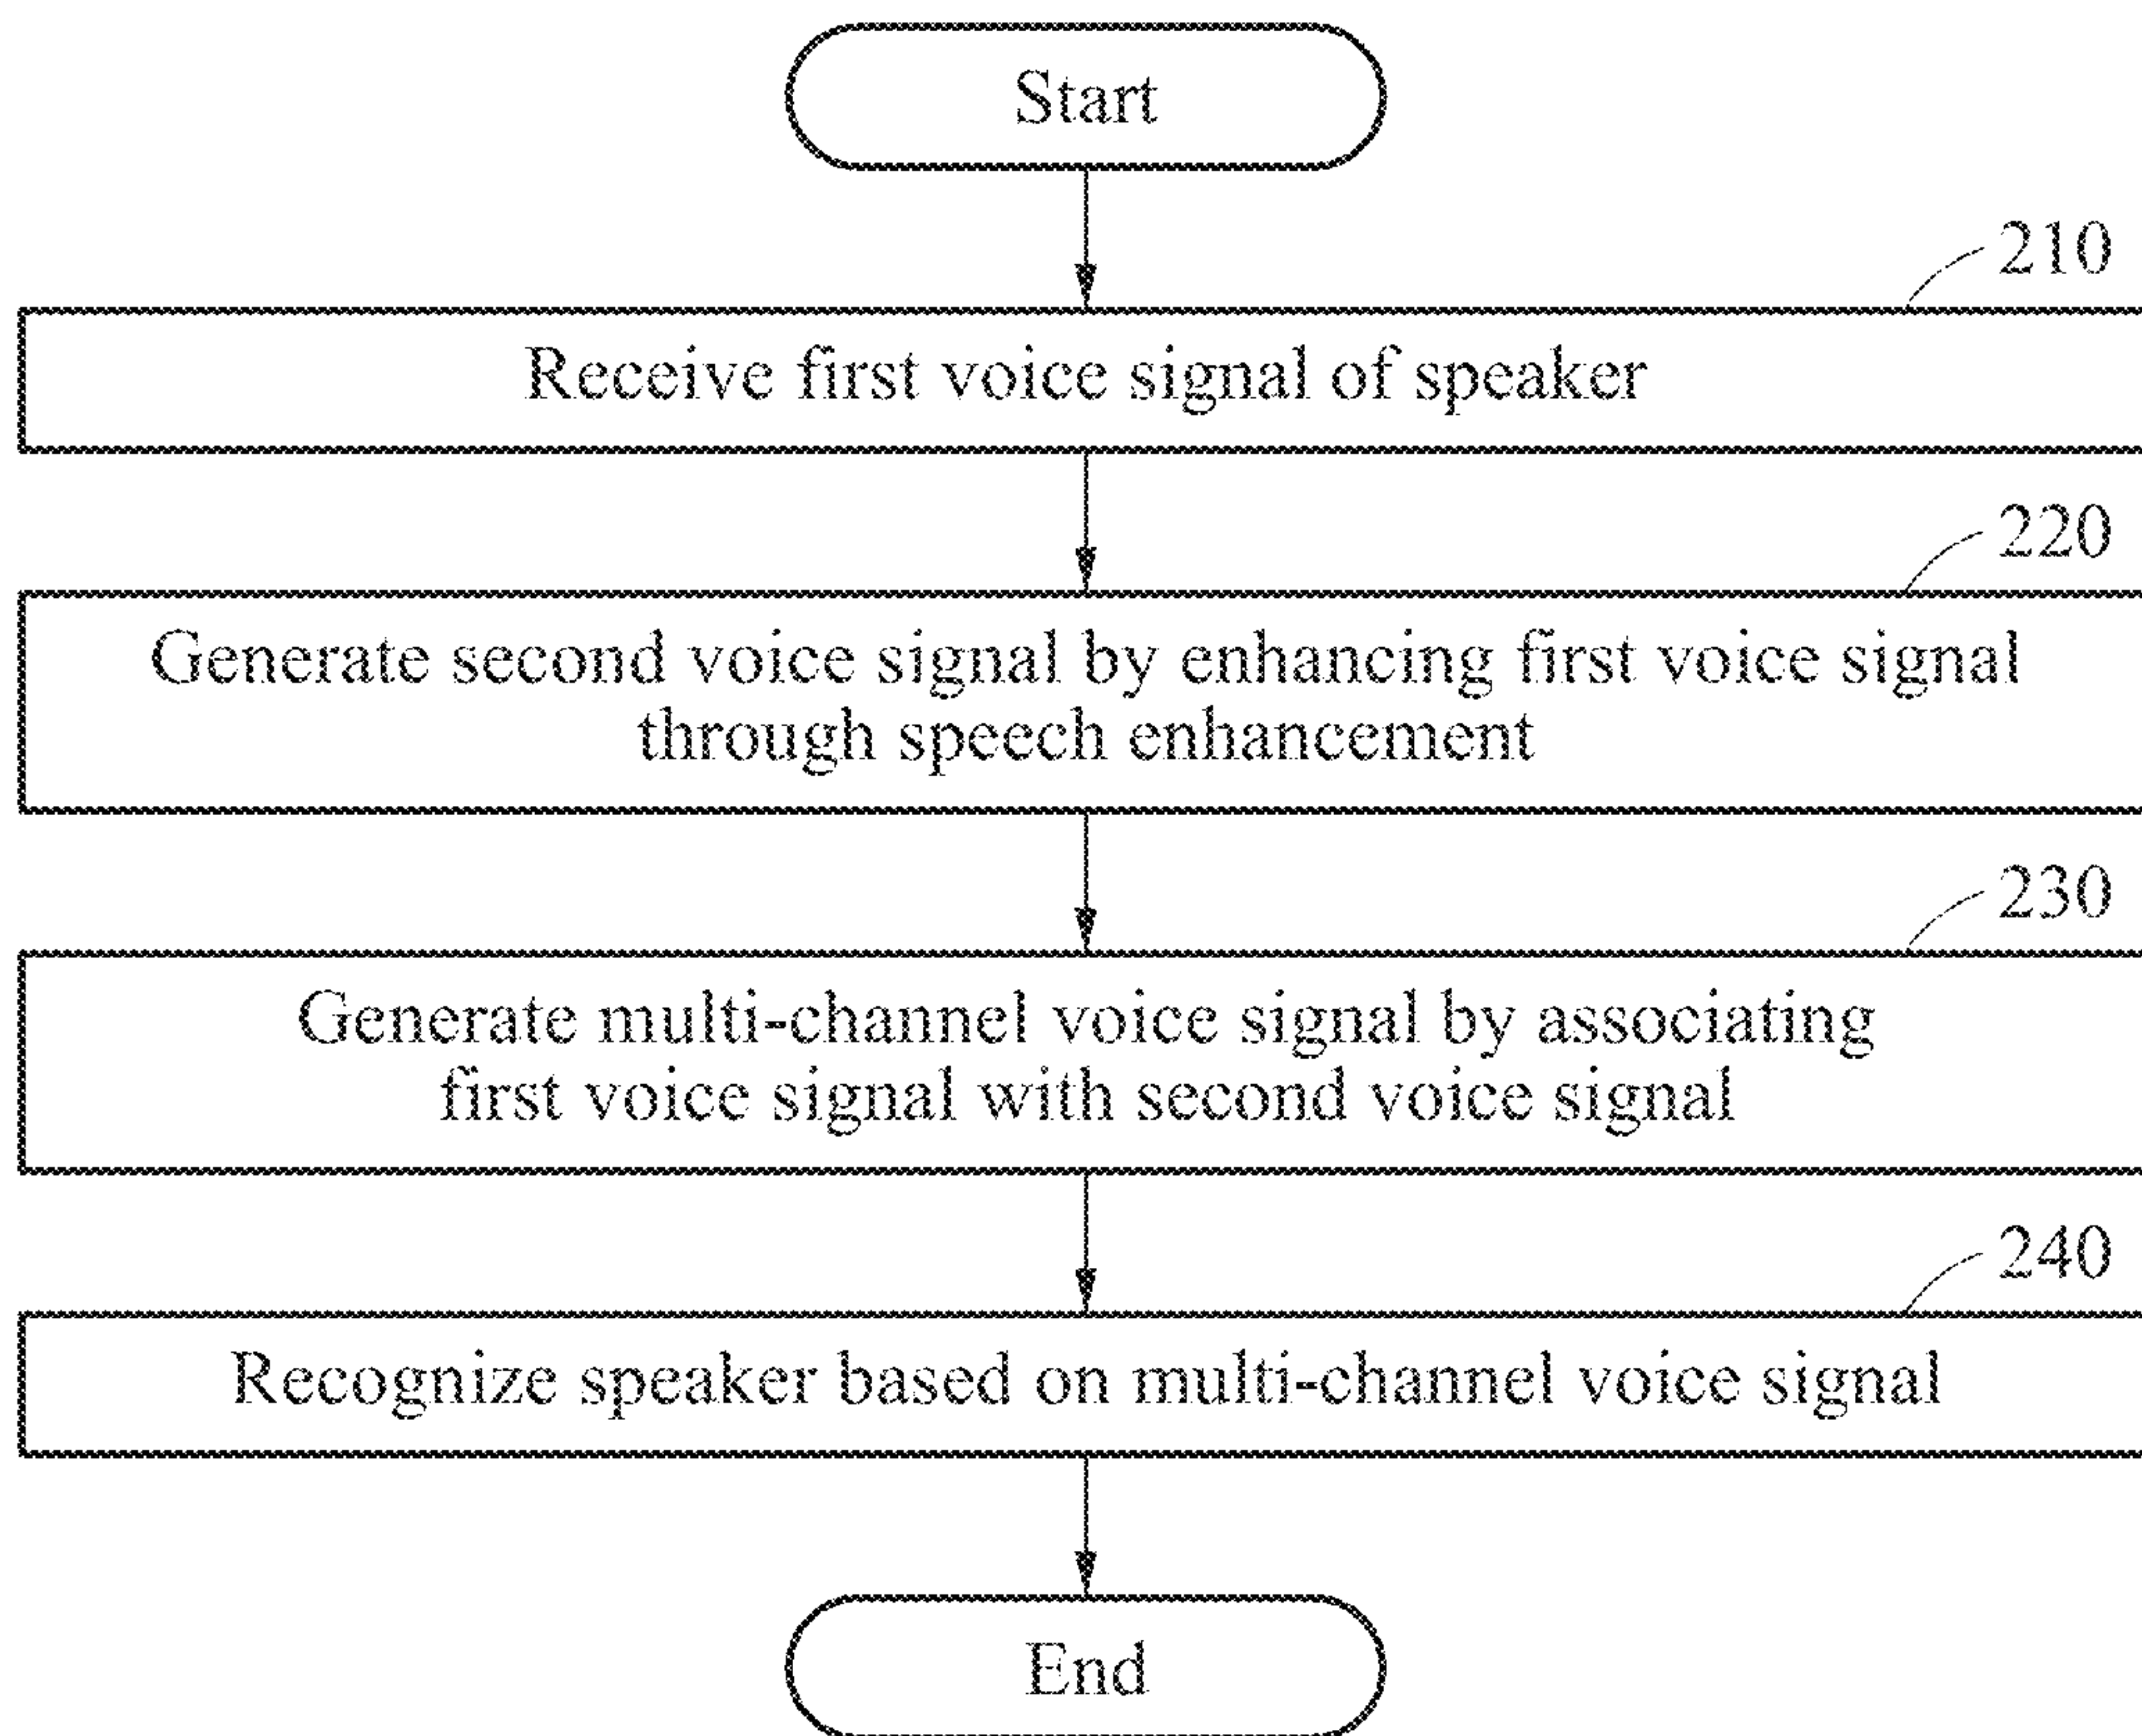 Start
210
Receive first voice signal of speaker
220
Generate second voice signal by enhancing first voice signal
through speech enhancement
230
Generate multi-channel voice signal by associating
first voice signal with second voice signal
240
Recognize speaker based on multi-channel voice signal
End